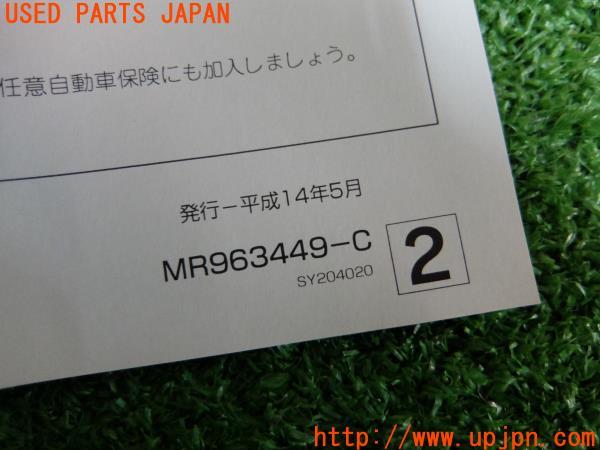 USED PARTS JAPAN
任意自動車保険にも加入しましょう。
発行－平成14年5月
MR963449-C
2
SY204020
http://www.upjpn.com